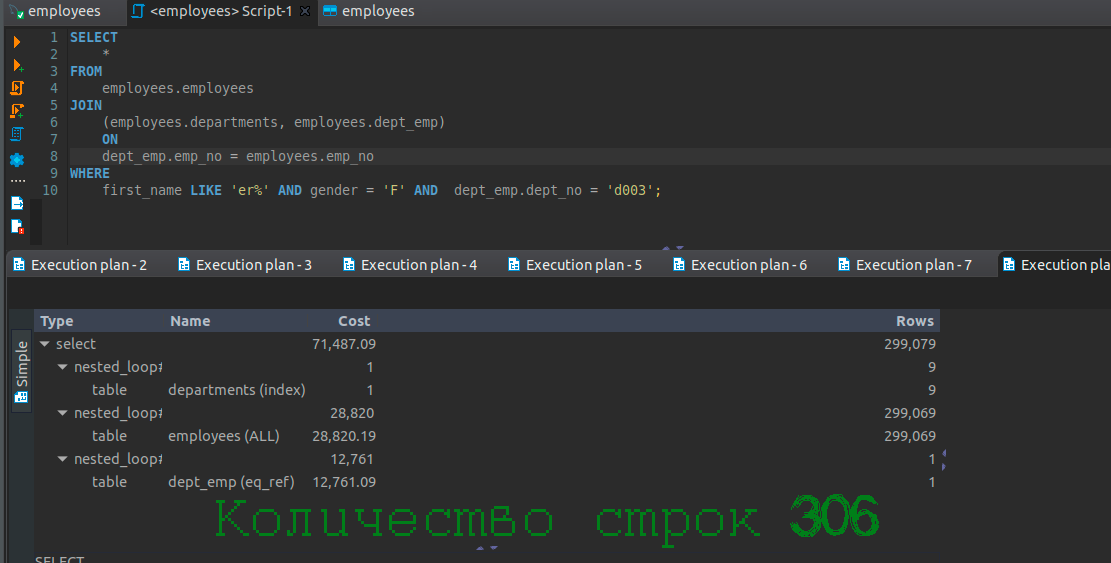 employees <employees> Script-1 employees
1 SELECT
2 *
3 FROM
4 employees.employees
5 JOIN
6 (employees.departments, employees.dept_emp)
7 ON
8 dept_emp.emp_no = employees.emp_no
9 WHERE
10 first_name LIKE 'er%' AND gender = 'F' AND dept_emp.dept_no = 'd003';
Execution plan - 2 Execution plan - 3 Execution plan - 4 Execution plan - 5 Execution plan - 6 Execution plan - 7 Execution pla
Simple
Type Name Cost Rows
select 71,487.09 299,079
nested_loop# 1 9
table departments (index) 1 9
nested_loop# 28,820 299,069
table employees (ALL) 28,820.19 299,069
nested_loop# 12,761 1
table dept_emp (eq_ref) 12,761.09 1
Количество строк 306
SELECT